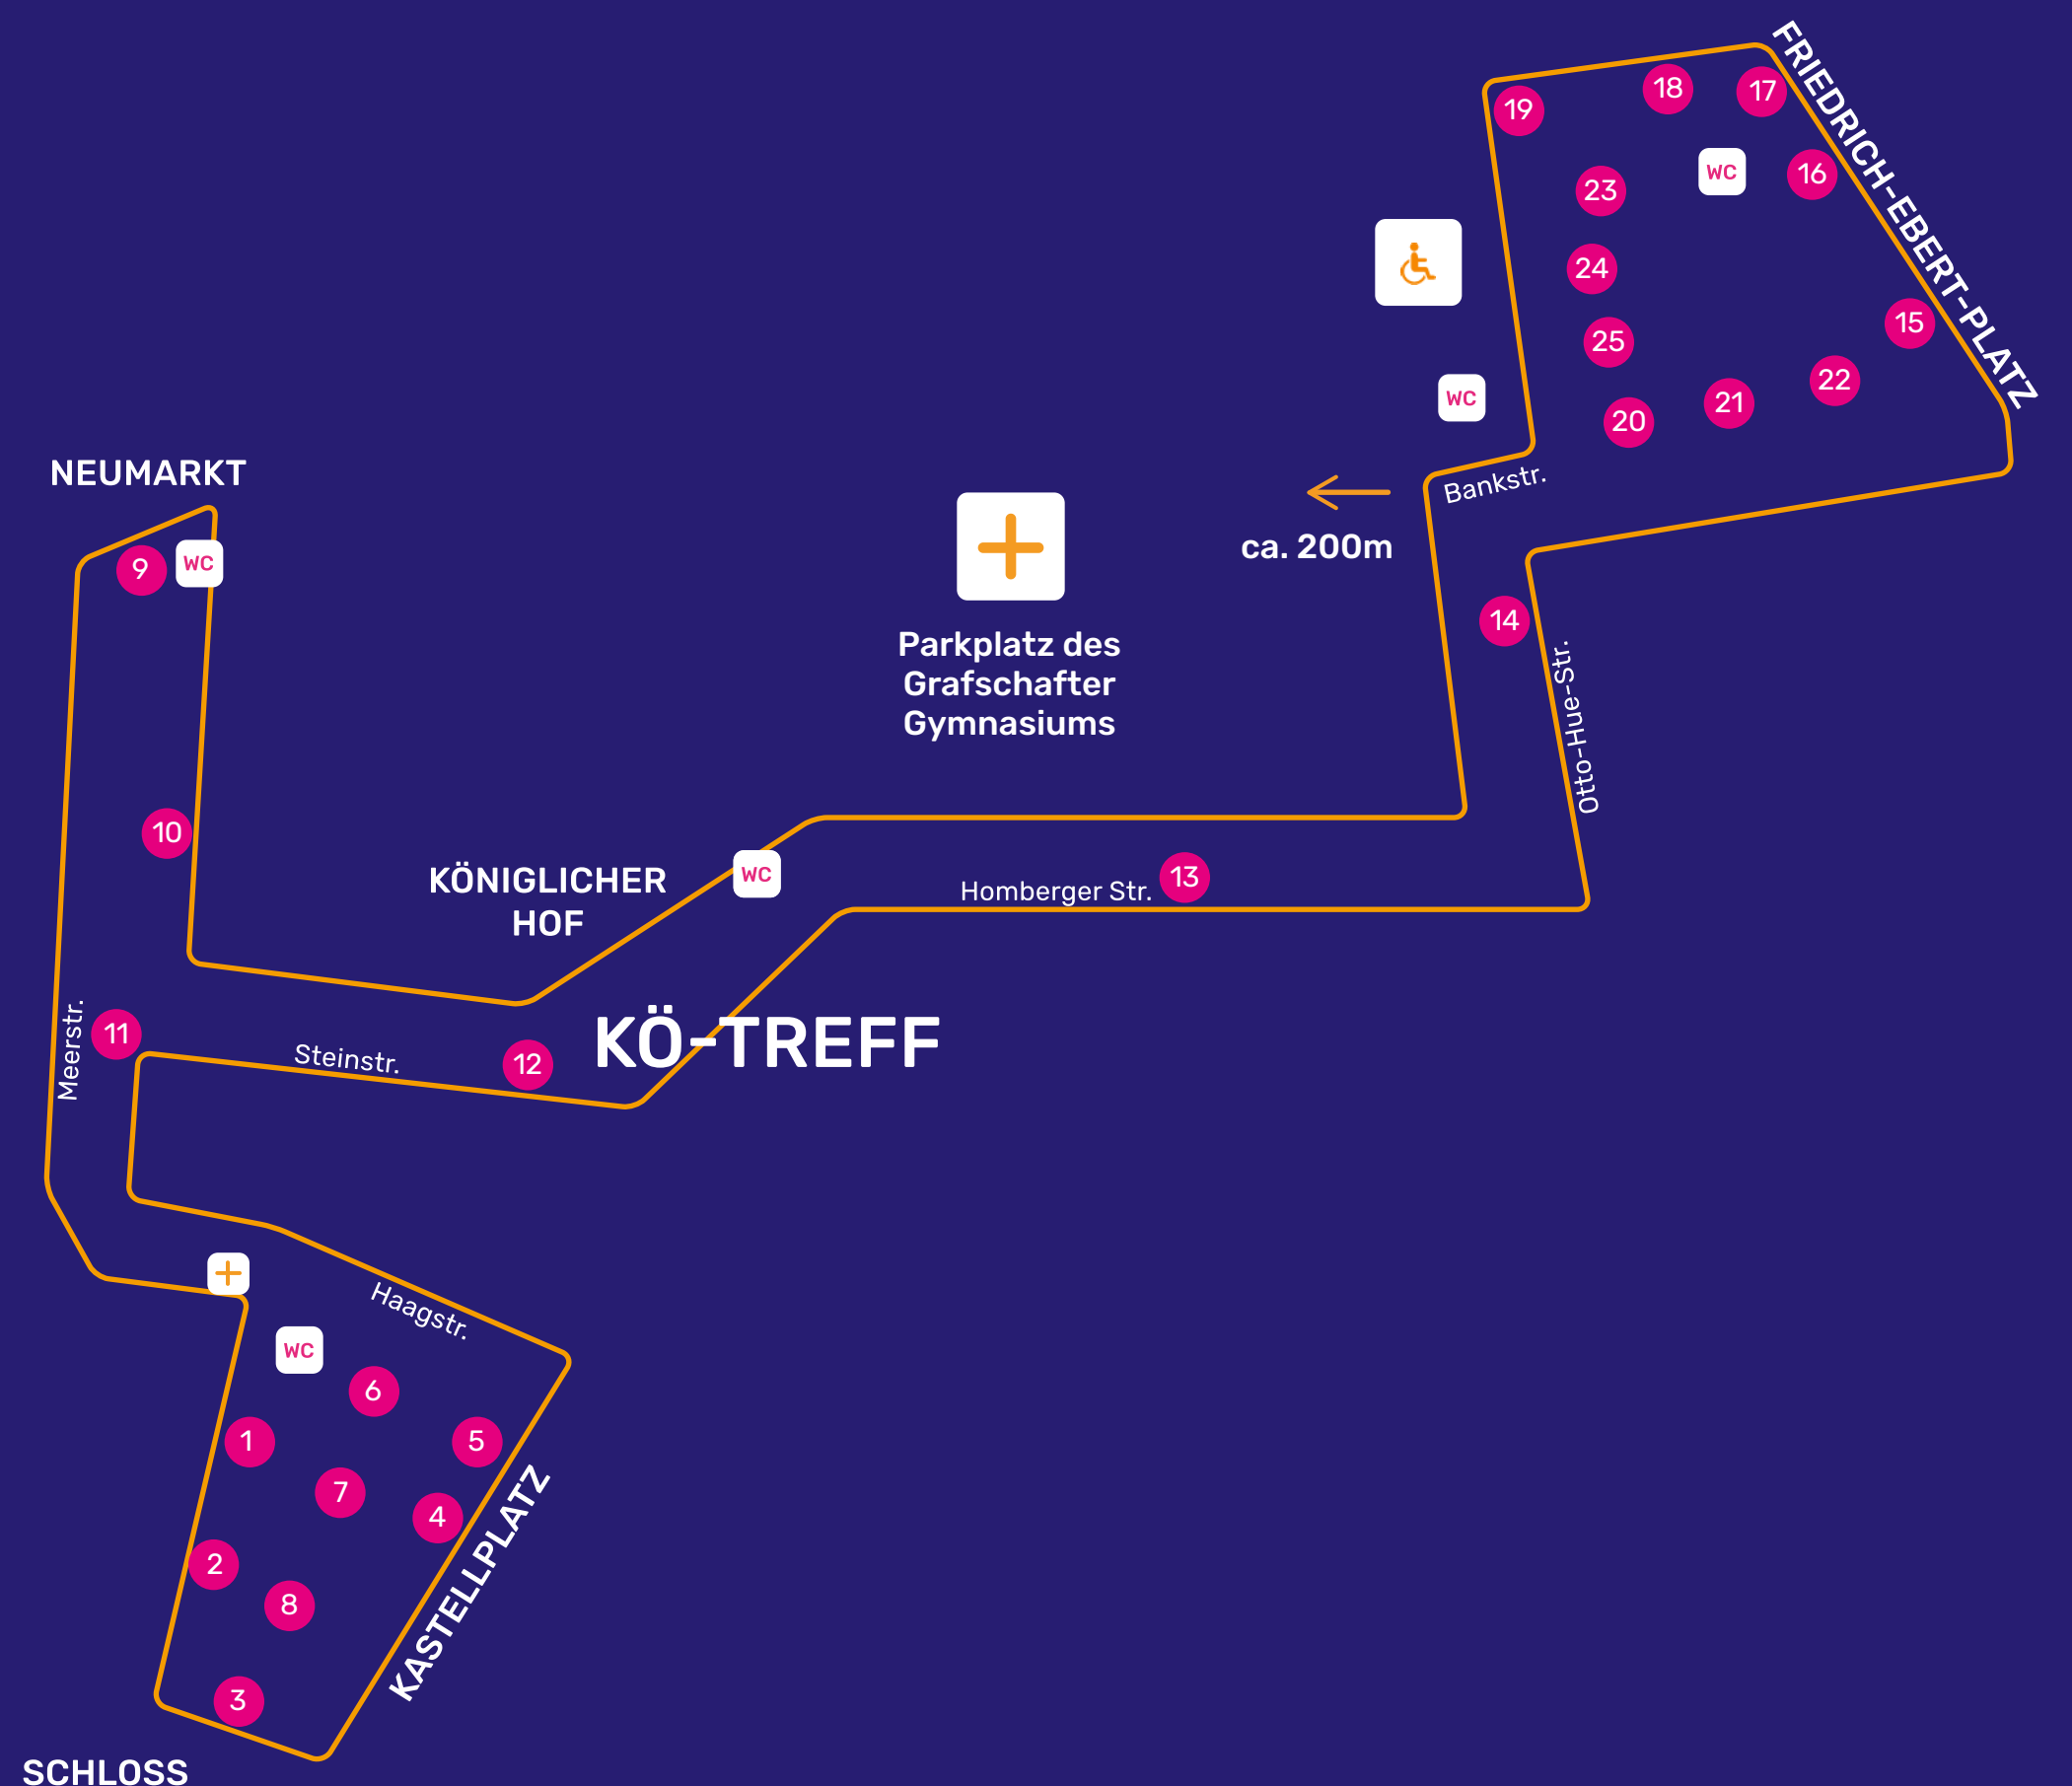 FRIEDRICH-EBERT-PLATZ
18
17
19
WC
16
23
24
15
25
22
WC
21
20
NEUMARKT
Bankstr.
ca. 200m
9
WC
14
Parkplatz des
Grafschafter
Gymnasiums
Otto-Hue-Str.
10
KÖNIGLICHER
HOF
WC
Homberger Str.
13
Meerstr.
11
Steinstr.
12
KÖ-TREFF
Haagstr.
WC
6
1
5
7
4
2
8
KASTELLPLATZ
3
SCHLOSS